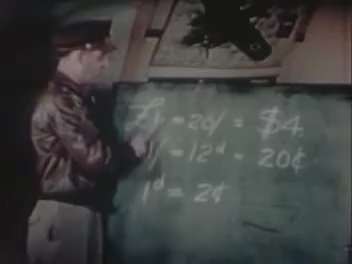 £1 = 20/ = $4.
1/ = 12d = 20¢
1d = 2¢